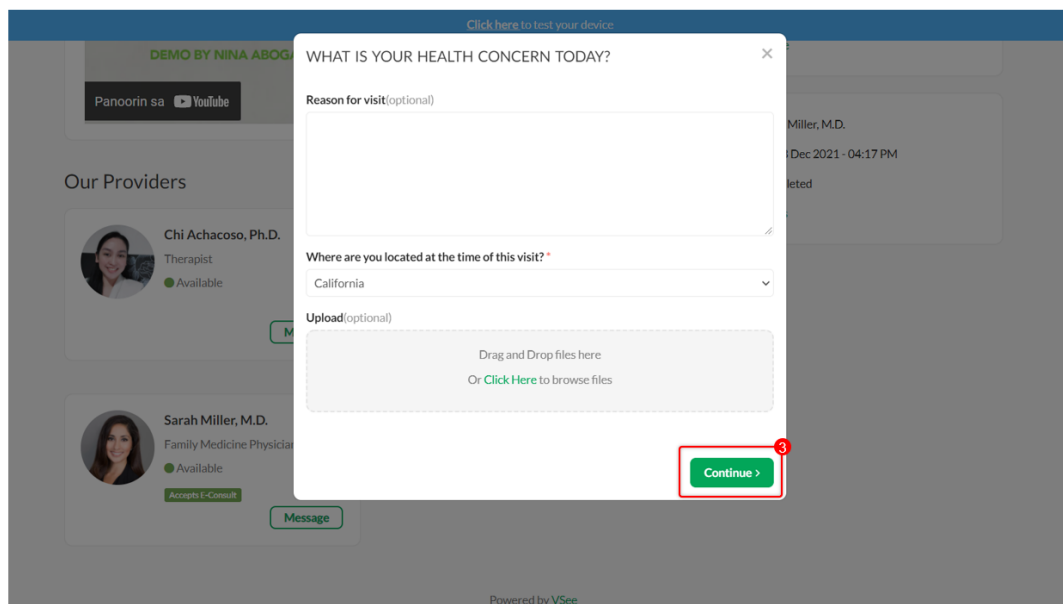 Click here to test your device
DEMO BY NINA ABOG
Panoorin sa YouTube
Our Providers
Chi Achacoso, Ph.D.
Therapist
Available
M
Sarah Miller, M.D.
Family Medicine Physician
Available
Accepts E-Consult
Message
WHAT IS YOUR HEALTH CONCERN TODAY?
×
Reason for visit(optional)
Where are you located at the time of this visit? *
California
Upload(optional)
Drag and Drop files here
Or Click Here to browse files
3
Continue >
Miller, M.D.
Dec 2021 - 04:17 PM
leted
Powered by VSee